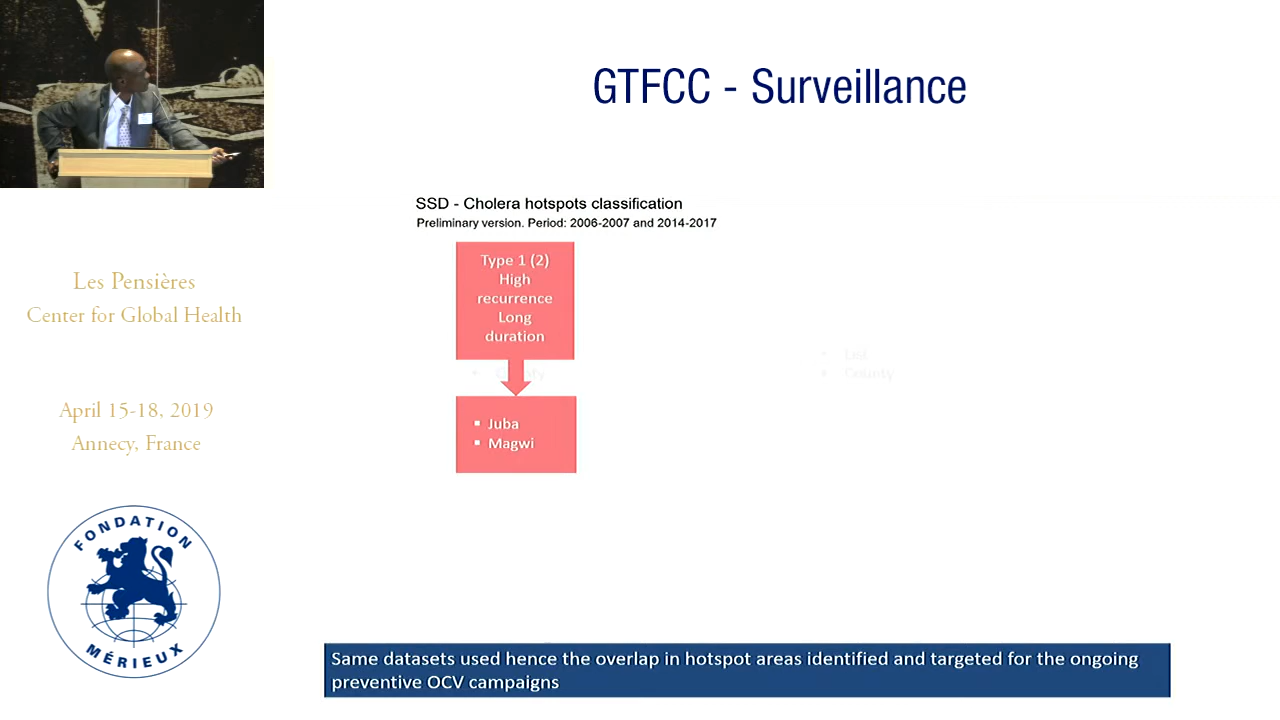 GTFCC - Surveillance
SSD - Cholera hotspots classification
Preliminary version. Period: 2006-2007 and 2014-2017
Type 1 (2)
High
recurrence
Long
duration
County
Juba
Magwi
Les Pensières
Center for Global Health
April 15-18, 2019
Annecy, France
FONDATION
MÉRIEUX
Same datasets used hence the overlap in hotspot areas identified and targeted for the ongoing
preventive OCV campaigns